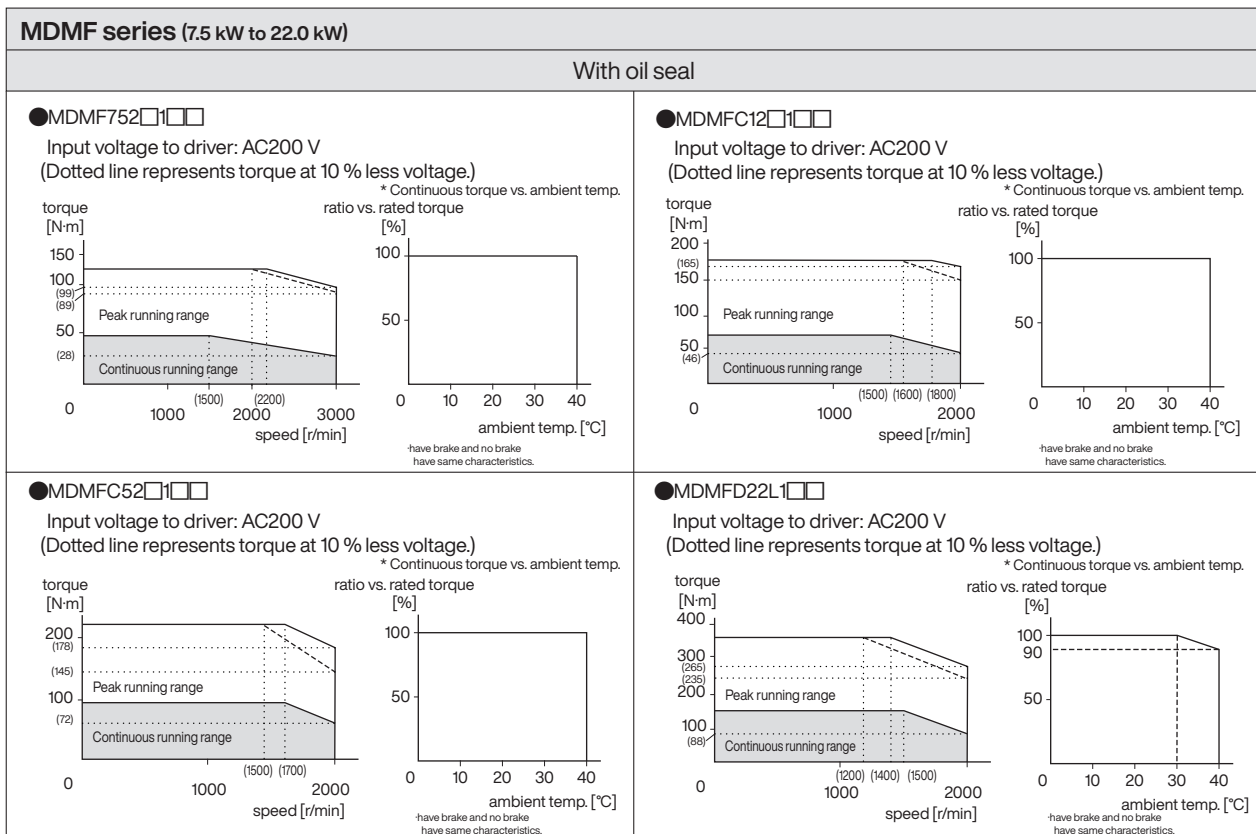 MDMF series (7.5 kW to 22.0 kW)
With oil seal
●MDMF752□1□□
Input voltage to driver: AC200 V
(Dotted line represents torque at 10 % less voltage.)
* Continuous torque vs. ambient temp.
torque
[N·m]
150
100
(99)
(89)
50
(28)
0
Peak running range
Continuous running range
(1500)
(2200)
1000
2000
3000
speed [r/min]
ratio vs. rated torque
[%]
100
50
0
10
20
30
40
ambient temp. [°C]
·have brake and no brake
have same characteristics.
●MDMFC12□1□□
Input voltage to driver: AC200 V
(Dotted line represents torque at 10 % less voltage.)
* Continuous torque vs. ambient temp.
torque
[N·m]
200
(165)
150
100
50
(46)
0
Peak running range
Continuous running range
(1500)
(1600)
(1800)
1000
2000
speed [r/min]
ratio vs. rated torque
[%]
100
50
0
10
20
30
40
ambient temp. [°C]
·have brake and no brake
have same characteristics.
●MDMFC52□1□□
Input voltage to driver: AC200 V
(Dotted line represents torque at 10 % less voltage.)
* Continuous torque vs. ambient temp.
torque
[N·m]
200
(178)
(145)
100
(72)
0
Peak running range
Continuous running range
(1500)
(1700)
1000
2000
speed [r/min]
ratio vs. rated torque
[%]
100
50
0
10
20
30
40
ambient temp. [°C]
·have brake and no brake
have same characteristics.
●MDMFD22L1□□
Input voltage to driver: AC200 V
(Dotted line represents torque at 10 % less voltage.)
* Continuous torque vs. ambient temp.
torque
[N·m]
400
300
(265)
(235)
200
100
(88)
0
Peak running range
Continuous running range
(1200)
(1400)
(1500)
1000
2000
speed [r/min]
ratio vs. rated torque
[%]
100
90
50
0
10
20
30
40
ambient temp. [°C]
·have brake and no brake
have same characteristics.